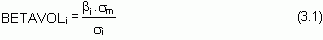 BETAVOLᵢ = βᵢ.σₘ / σᵢ (3.1)